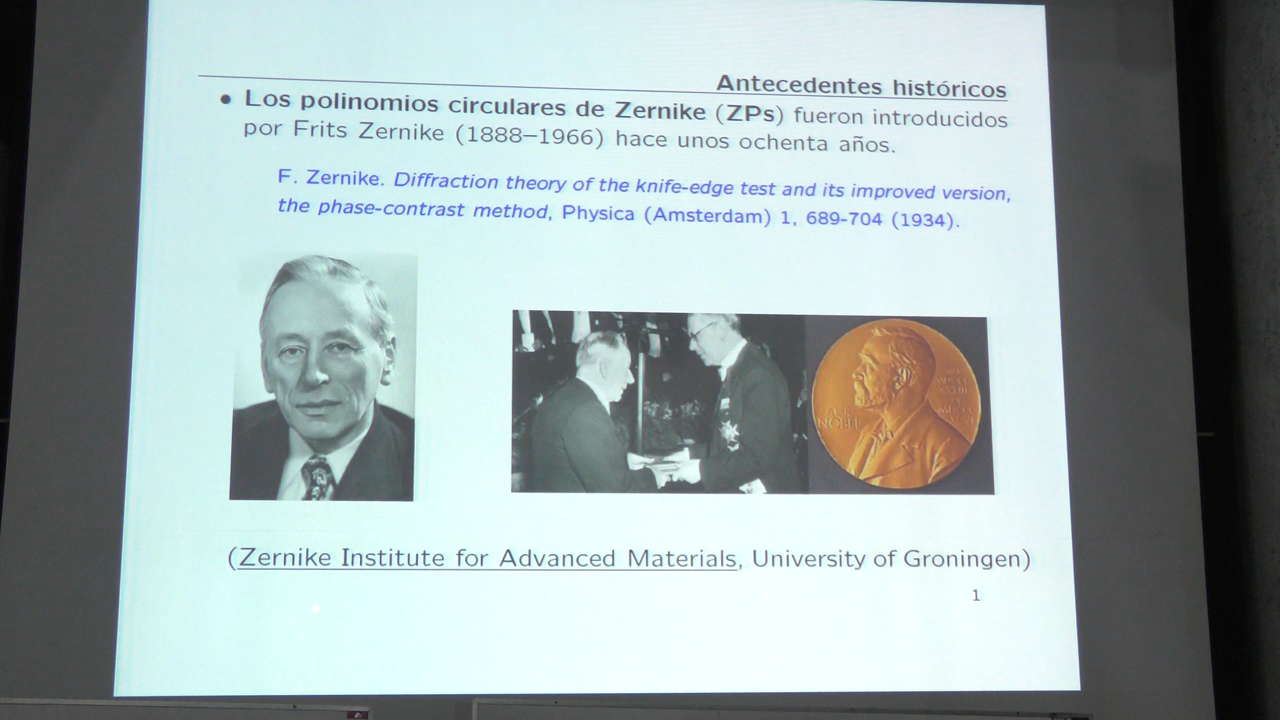 Antecedentes históricos
• Los polinomios circulares de Zernike (ZPs) fueron introducidos
por Frits Zernike (1888–1966) hace unos ochenta años.
F. Zernike. Diffraction theory of the knife-edge test and its improved version,
the phase-contrast method, Physica (Amsterdam) 1, 689-704 (1934).
NOBEL
(Zernike Institute for Advanced Materials, University of Groningen)
1